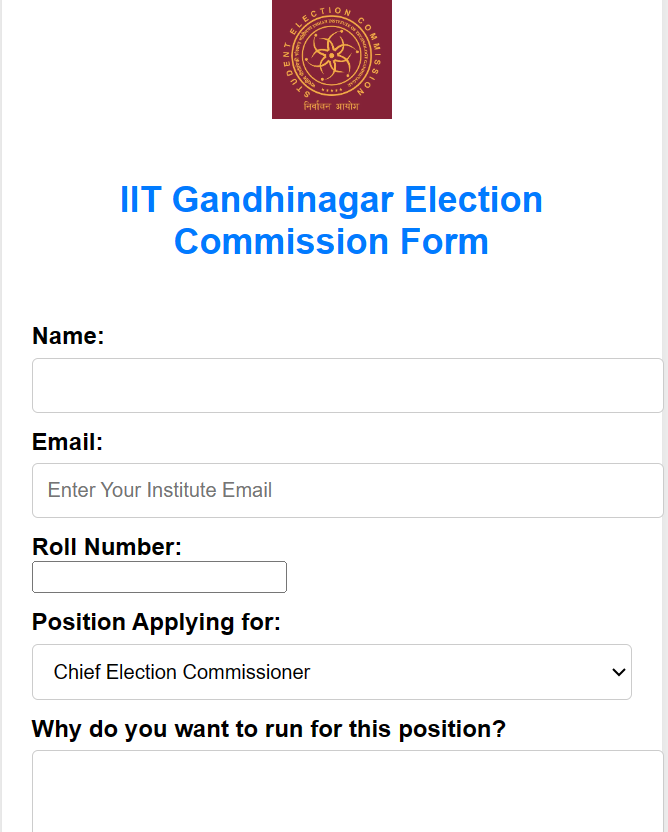 STUDENT ELECTION COMMISSION
निर्वाचन आयोग
IIT Gandhinagar Election
Commission Form
Name:
Email:
Enter Your Institute Email
Roll Number:
Position Applying for:
Chief Election Commissioner
Why do you want to run for this position?